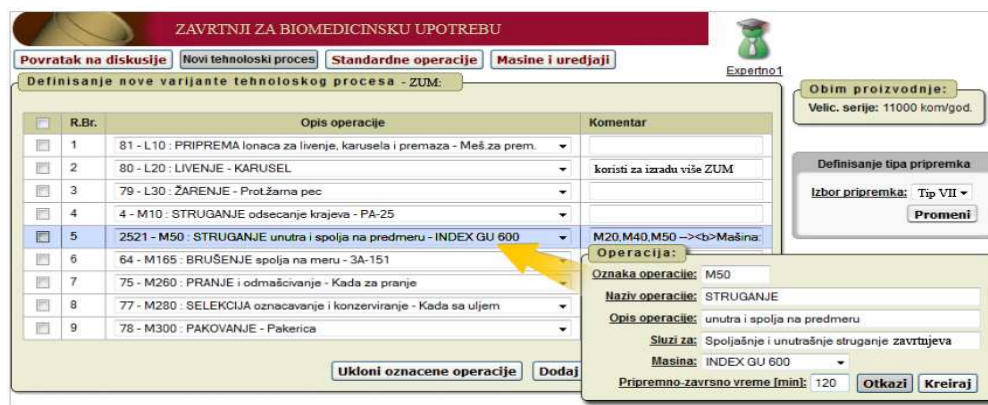 ZAVRTNJI ZA BIOMEDICINSKU UPOTREBU
Povratak na diskusije Novi tehnoloski proces Standardne operacije Masine i uredjaji
Expertno1
Definisanje nove varijante tehnoloskog procesa - ZUM:
R.Br. Opis operacije Komentar
1 81 - L10 : PRIPREMA lonaca za livenje, karusela i premaza - Meš.za prem.
2 80 - L20 : LIVENJE - KARUSEL koristi za izradu više ZUM
3 79 - L30 : ŽARENJE - Prot.žarna pec
4 4 - M10 : STRUGANJE odsecanje krajeva - PA-25
5 2521 - M50 : STRUGANJE unutra i spolja na predmeru - INDEX GU 600 M20,M40,M50 --><b>Mašina:
6 64 - M165 : BRUŠENJE spolja na meru - 3A-151
7 75 - M260 : PRANJE i odmašcivanje - Kada za pranje
8 77 - M280 : SELEKCIJA oznacavanje i konzerviranje - Kada sa uljem
9 78 - M300 : PAKOVANJE - Pakerica
Ukloni oznacene operacije Dodaj
Obim proizvodnje:
Velic. serije: 11000 kom/god.
Definisanje tipa pripremka
Izbor pripremka: Tip VII
Promeni
Operacija:
Oznaka operacije: M50
Naziv operacije: STRUGANJE
Opis operacije: unutra i spolja na predmeru
Sluzi za: Spoljašnje i unutrašnje struganje zavrtnjeva
Masina: INDEX GU 600
Pripremno-zavrsno vreme [min]: 120 Otkazi Kreiraj